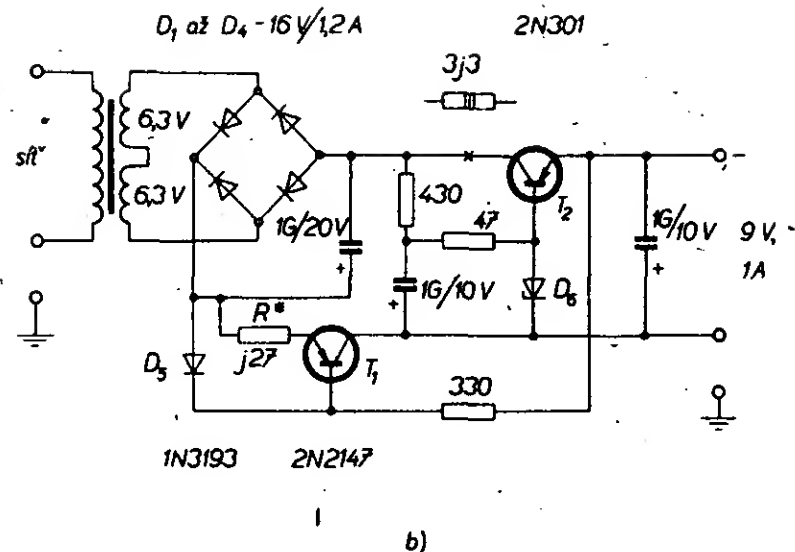 D₁ až D₄ - 16 V/1,2 A
2N301
3j3
6,3 V
síť
6,3 V
430
47
T₂
1G/20V
1G/10V
9 V,
1A
+
1G/10V
+
D₆
+
R*
j27
D₅
T₁
330
1N3193
2N2147
b)
-